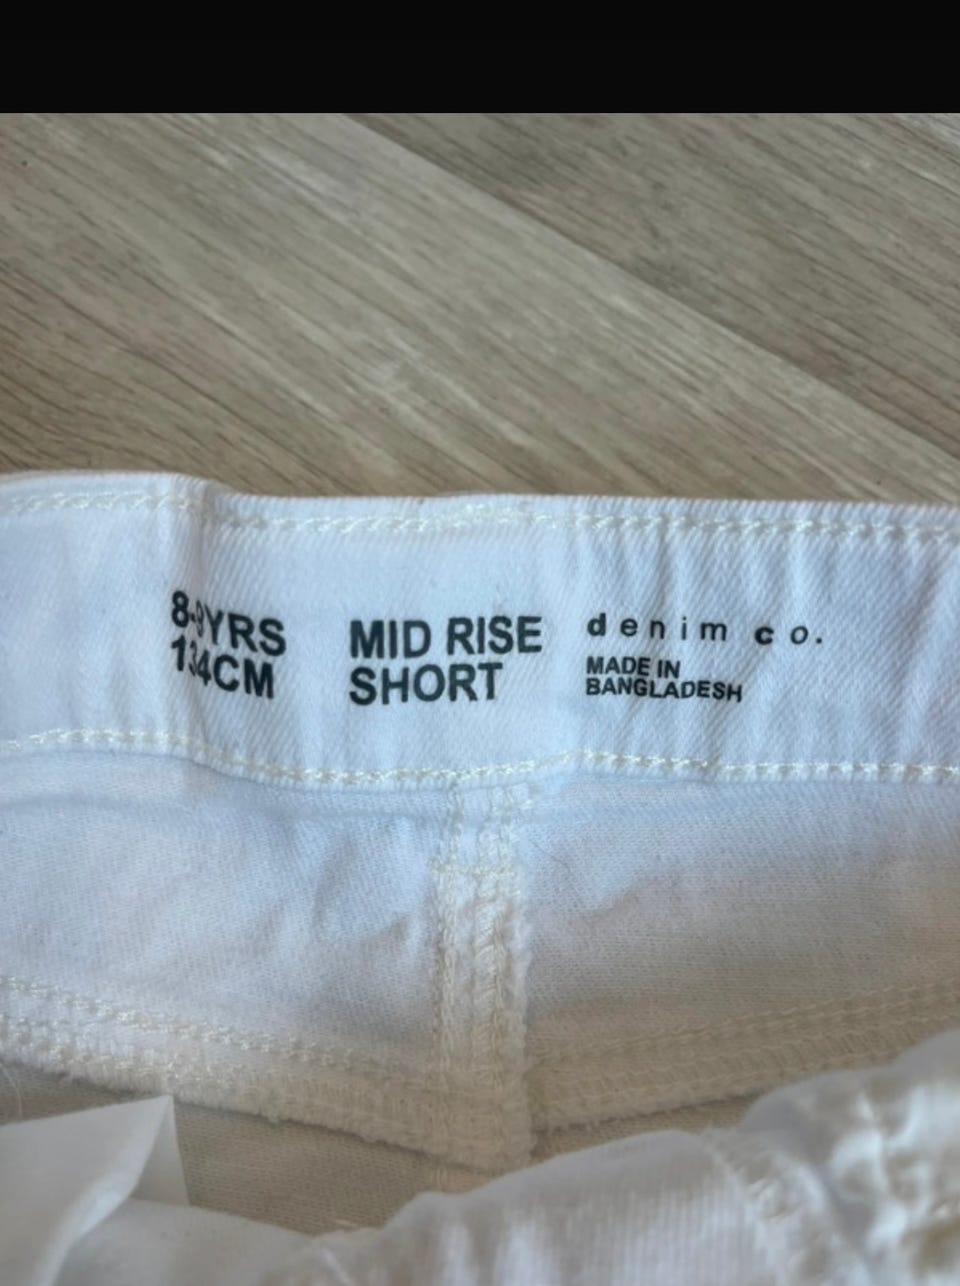 8-9YRS
134CM
MID RISE
SHORT
denim co.
MADE IN
BANGLADESH